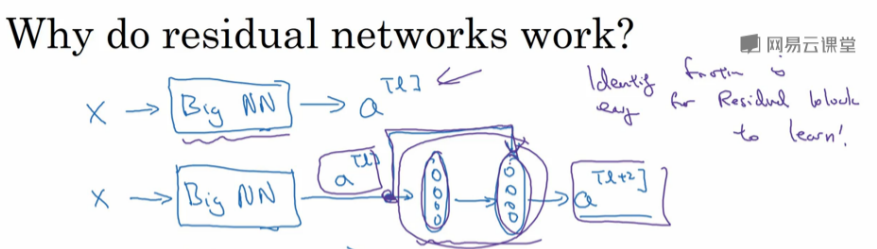 Why do residual networks work?
网易云课堂
X → Big NN → a[l]
Identity function is
easy for Residual block
to learn!
X → Big NN a[l] → a[l+2]